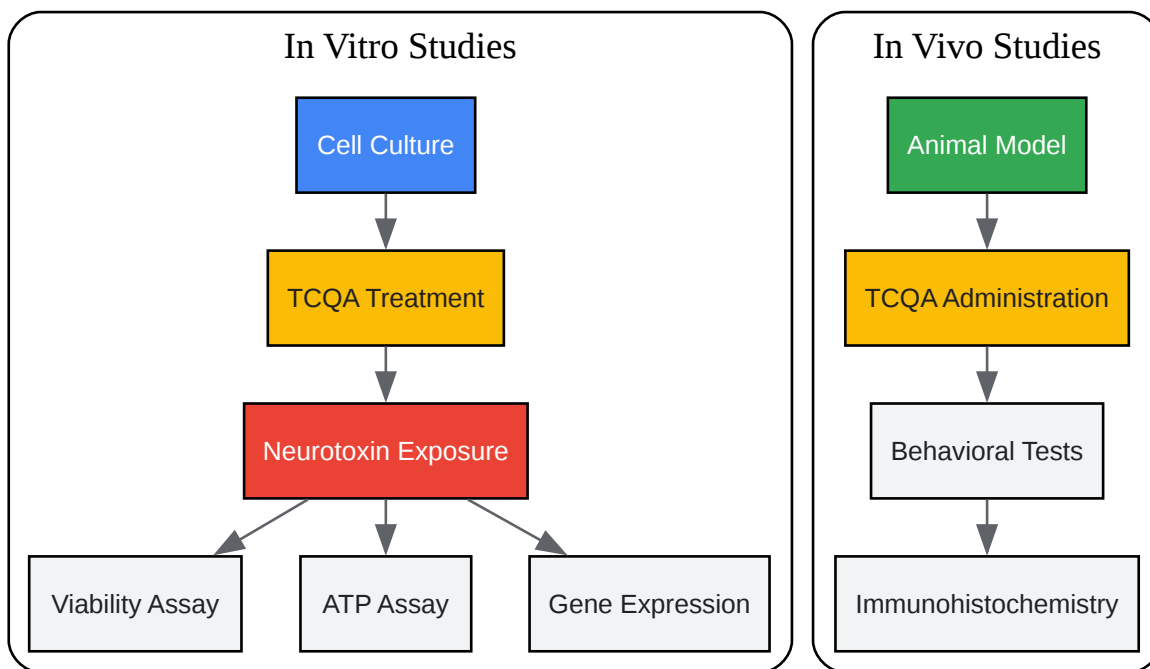 In Vitro Studies
Cell Culture
TCQA Treatment
Neurotoxin Exposure
Viability Assay
ATP Assay
Gene Expression
In Vivo Studies
Animal Model
TCQA Administration
Behavioral Tests
Immunohistochemistry